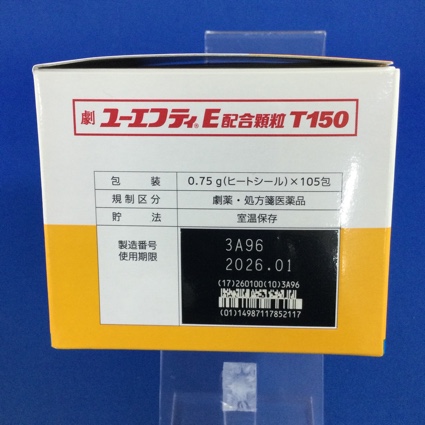 劇 ユーエフティ® E配合顆粒 T150
包装 0.75g(ヒートシール)×105包
規制区分 劇薬・処方箋医薬品
貯法 室温保存
製造番号 3A96
使用期限 2026.01
(17)260100(10)3A96
(01)14987117852117